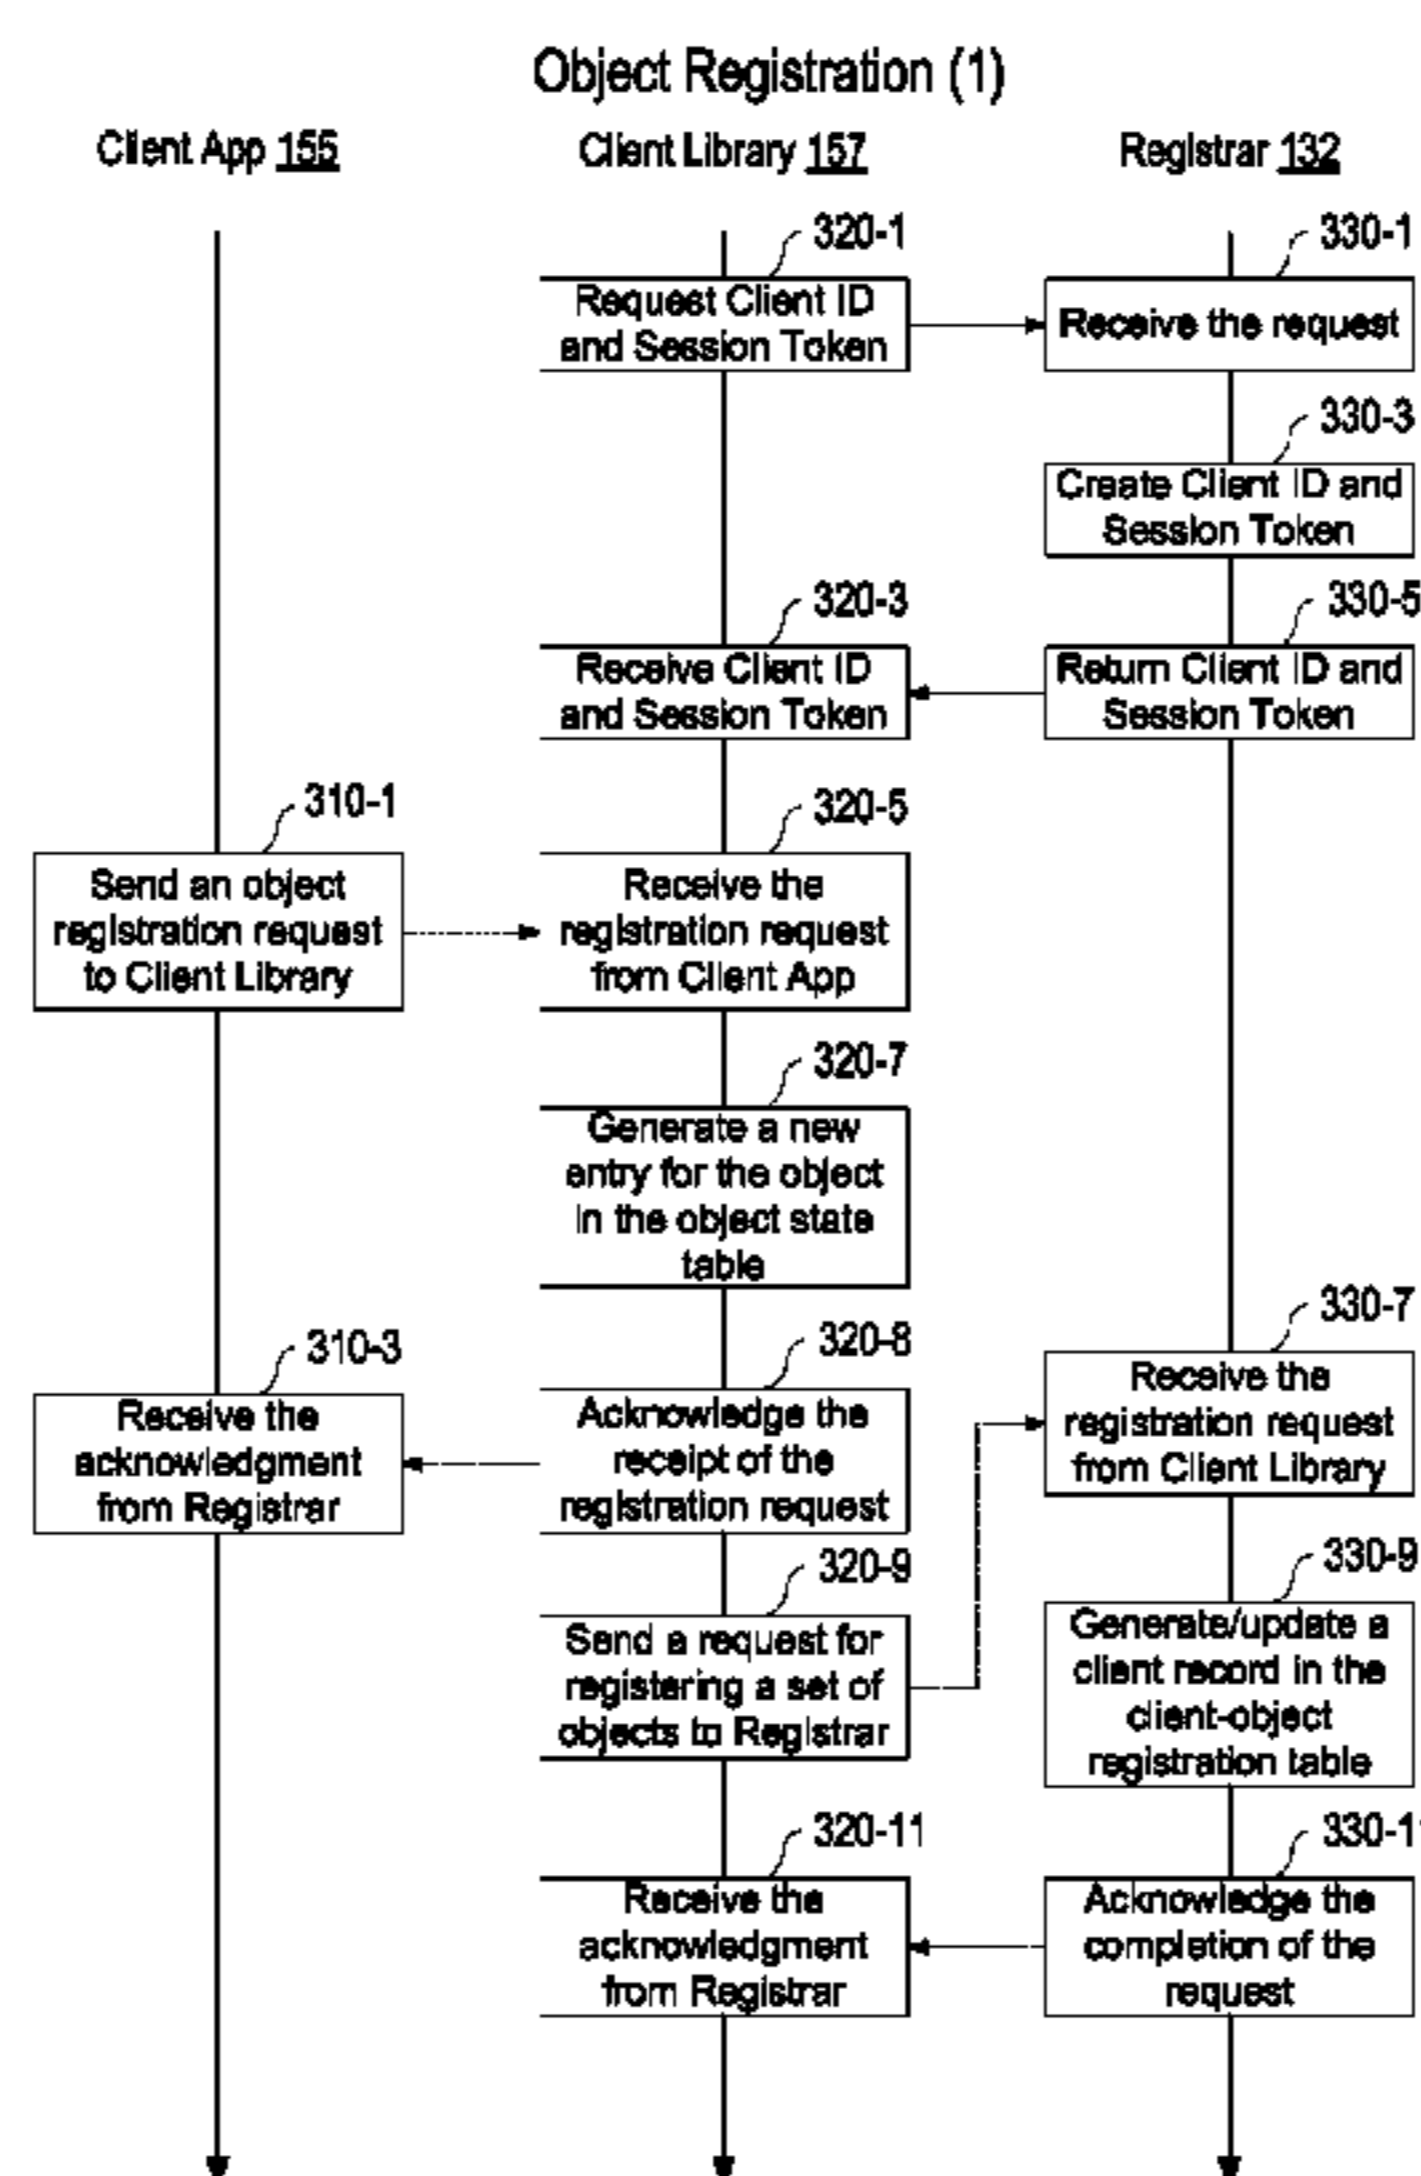 Object Registration (1)
Client App 155
Client Library 157
Registrar 132
320-1
330-1
Request Client ID
and Session Token
Receive the request
330-3
Create Client ID and
Session Token
320-3
330-5
Receive Client ID
and Session Token
Return Client ID and
Session Token
310-1
320-5
Send an object
registration request
to Client Library
Receive the
registration request
from Client App
320-7
Generate a new
entry for the object
in the object state
table
330-7
310-3
320-8
Receive the
registration request
from Client Library
Receive the
acknowledgment
from Registrar
Acknowledge the
receipt of the
registration request
320-9
330-9
Send a request for
registering a set of
objects to Registrar
Generate/update a
client record in the
client-object
registration table
320-11
330-11
Receive the
acknowledgment
from Registrar
Acknowledge the
completion of the
request